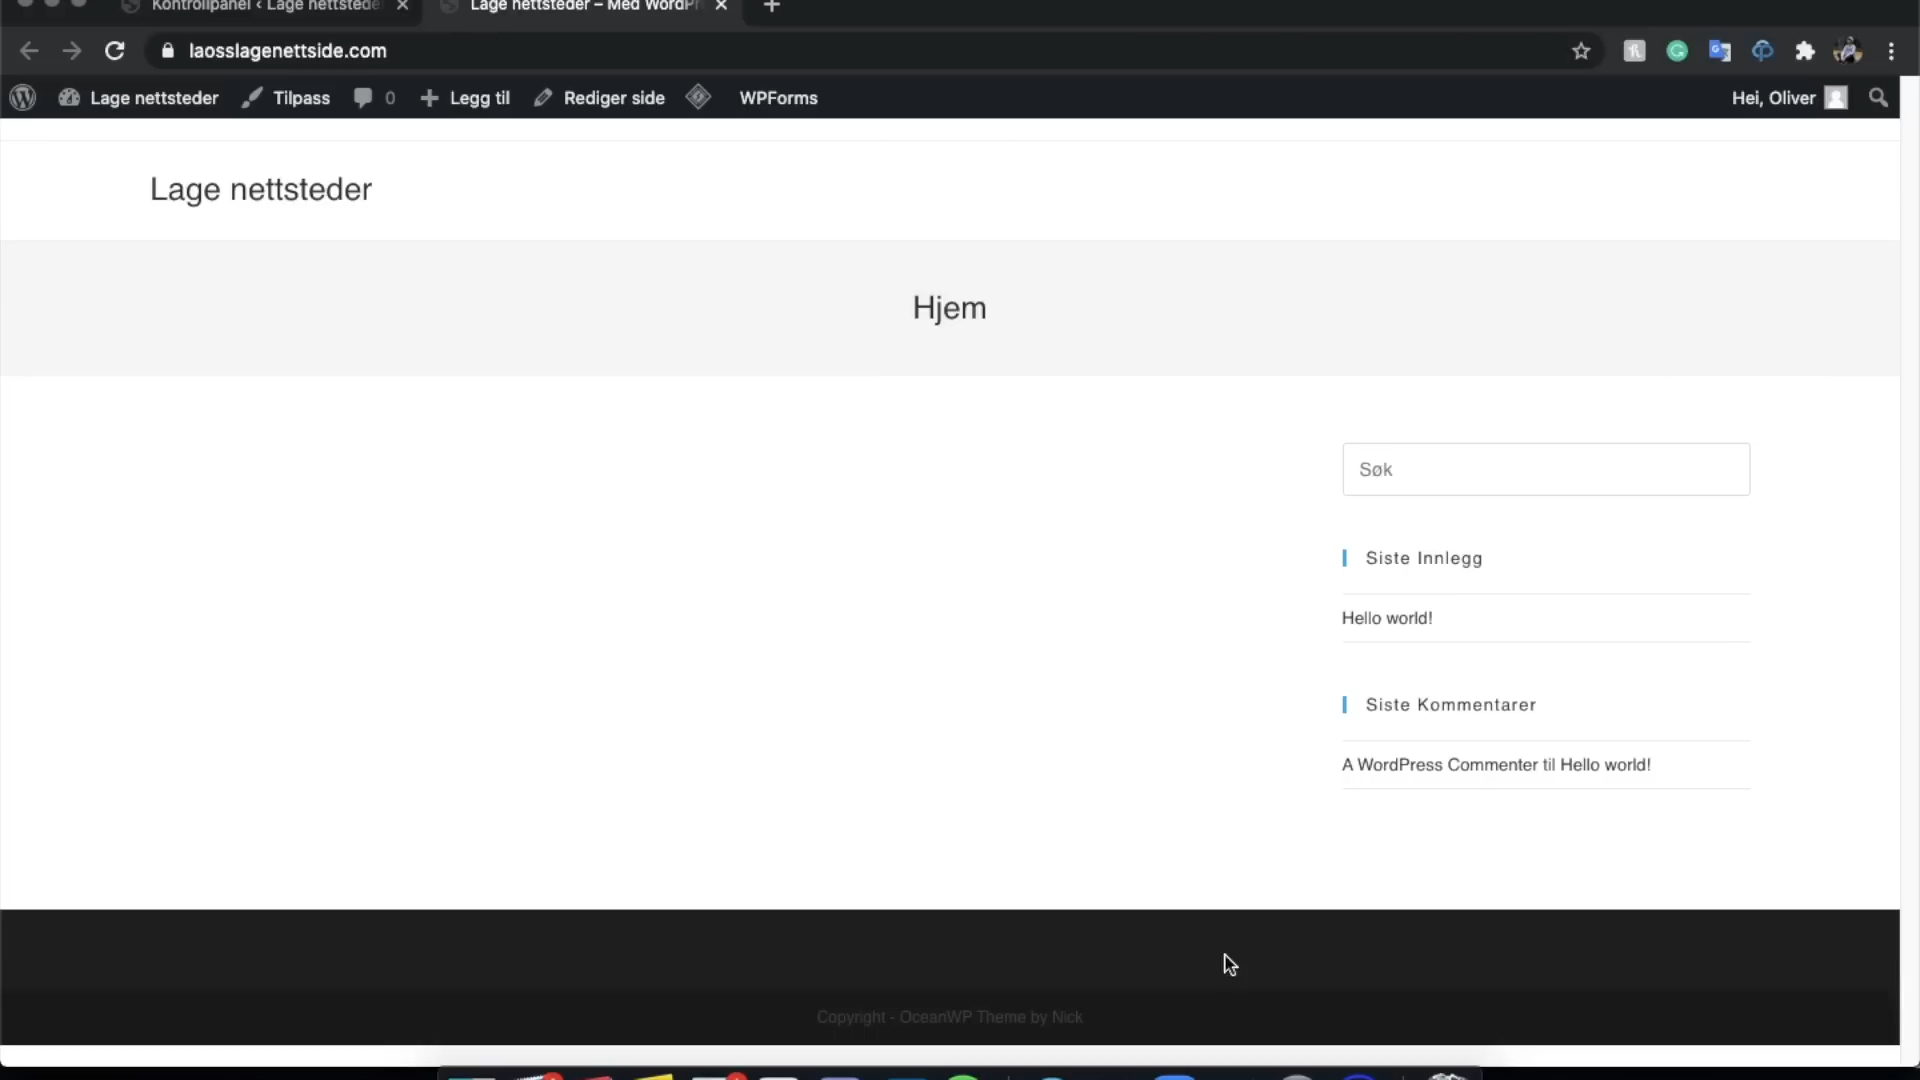 Kontrollpanel ‹ Lage nettstede
Lage nettsteder – Med WordPr
laosslagenettside.com
Lage nettsteder
Tilpass
0
Legg til
Rediger side
WPForms
Hei, Oliver
Lage nettsteder
Hjem
Søk
Siste Innlegg
Hello world!
Siste Kommentarer
A WordPress Commenter til Hello world!
Copyright - OceanWP Theme by Nick